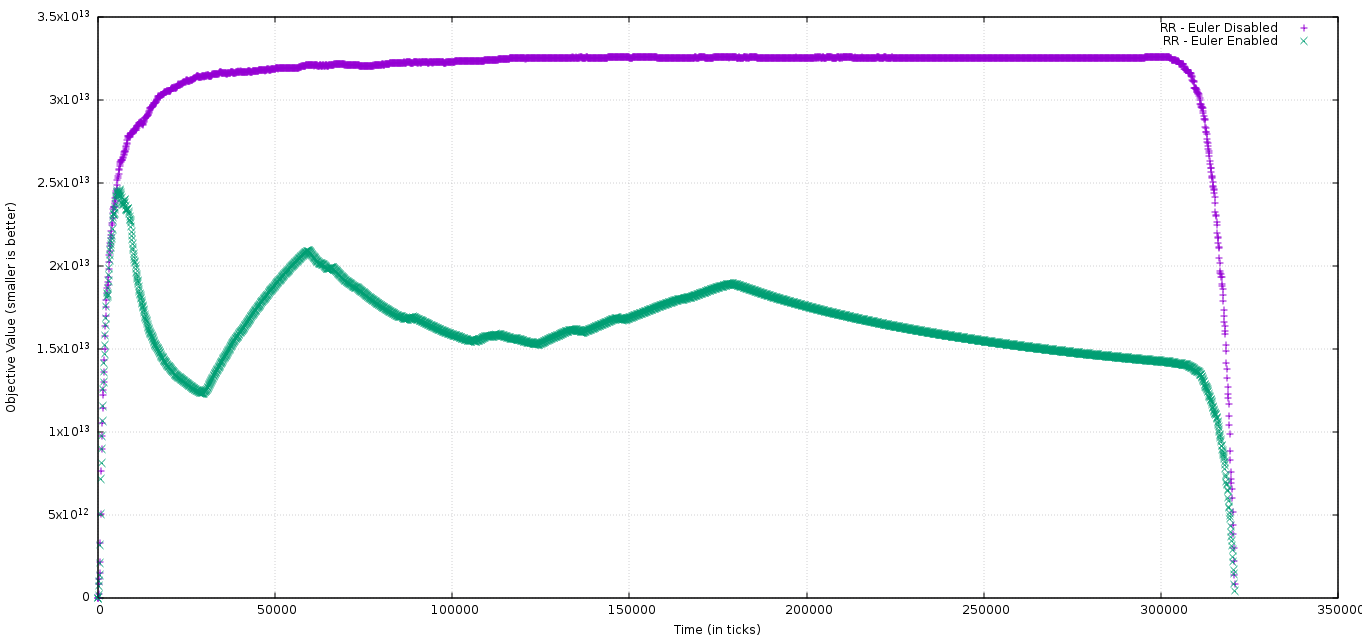 3.5x10^13
3x10^13
2.5x10^13
2x10^13
1.5x10^13
1x10^13
5x10^12
0
Objective Value (smaller is better)
RR - Euler Disabled
RR - Euler Enabled
0 50000 100000 150000 200000 250000 300000 350000
Time (in ticks)